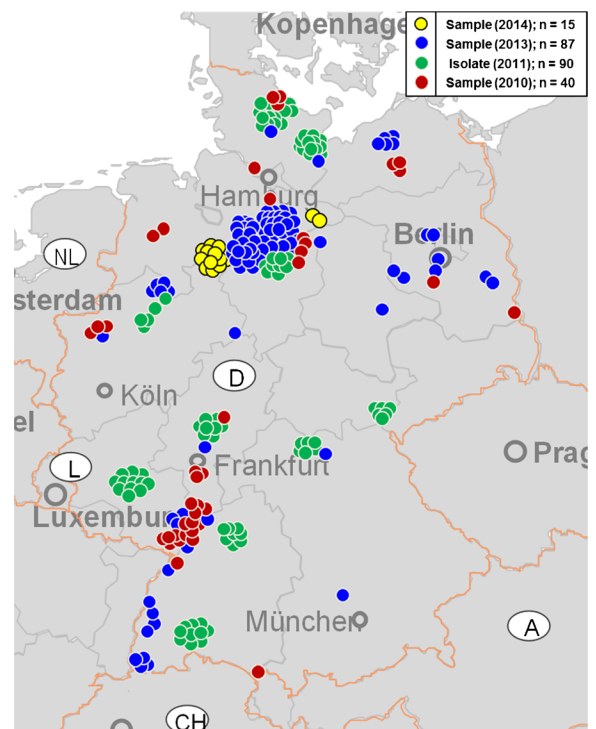 Kopenhage
Sample (2014); n = 15
Sample (2013); n = 87
Isolate (2011); n = 90
Sample (2010); n = 40
Hamburg
Berlin
NL
sterdam
D
Köln
el
L
Frankfurt
Prag
Luxembur
München
A
CH